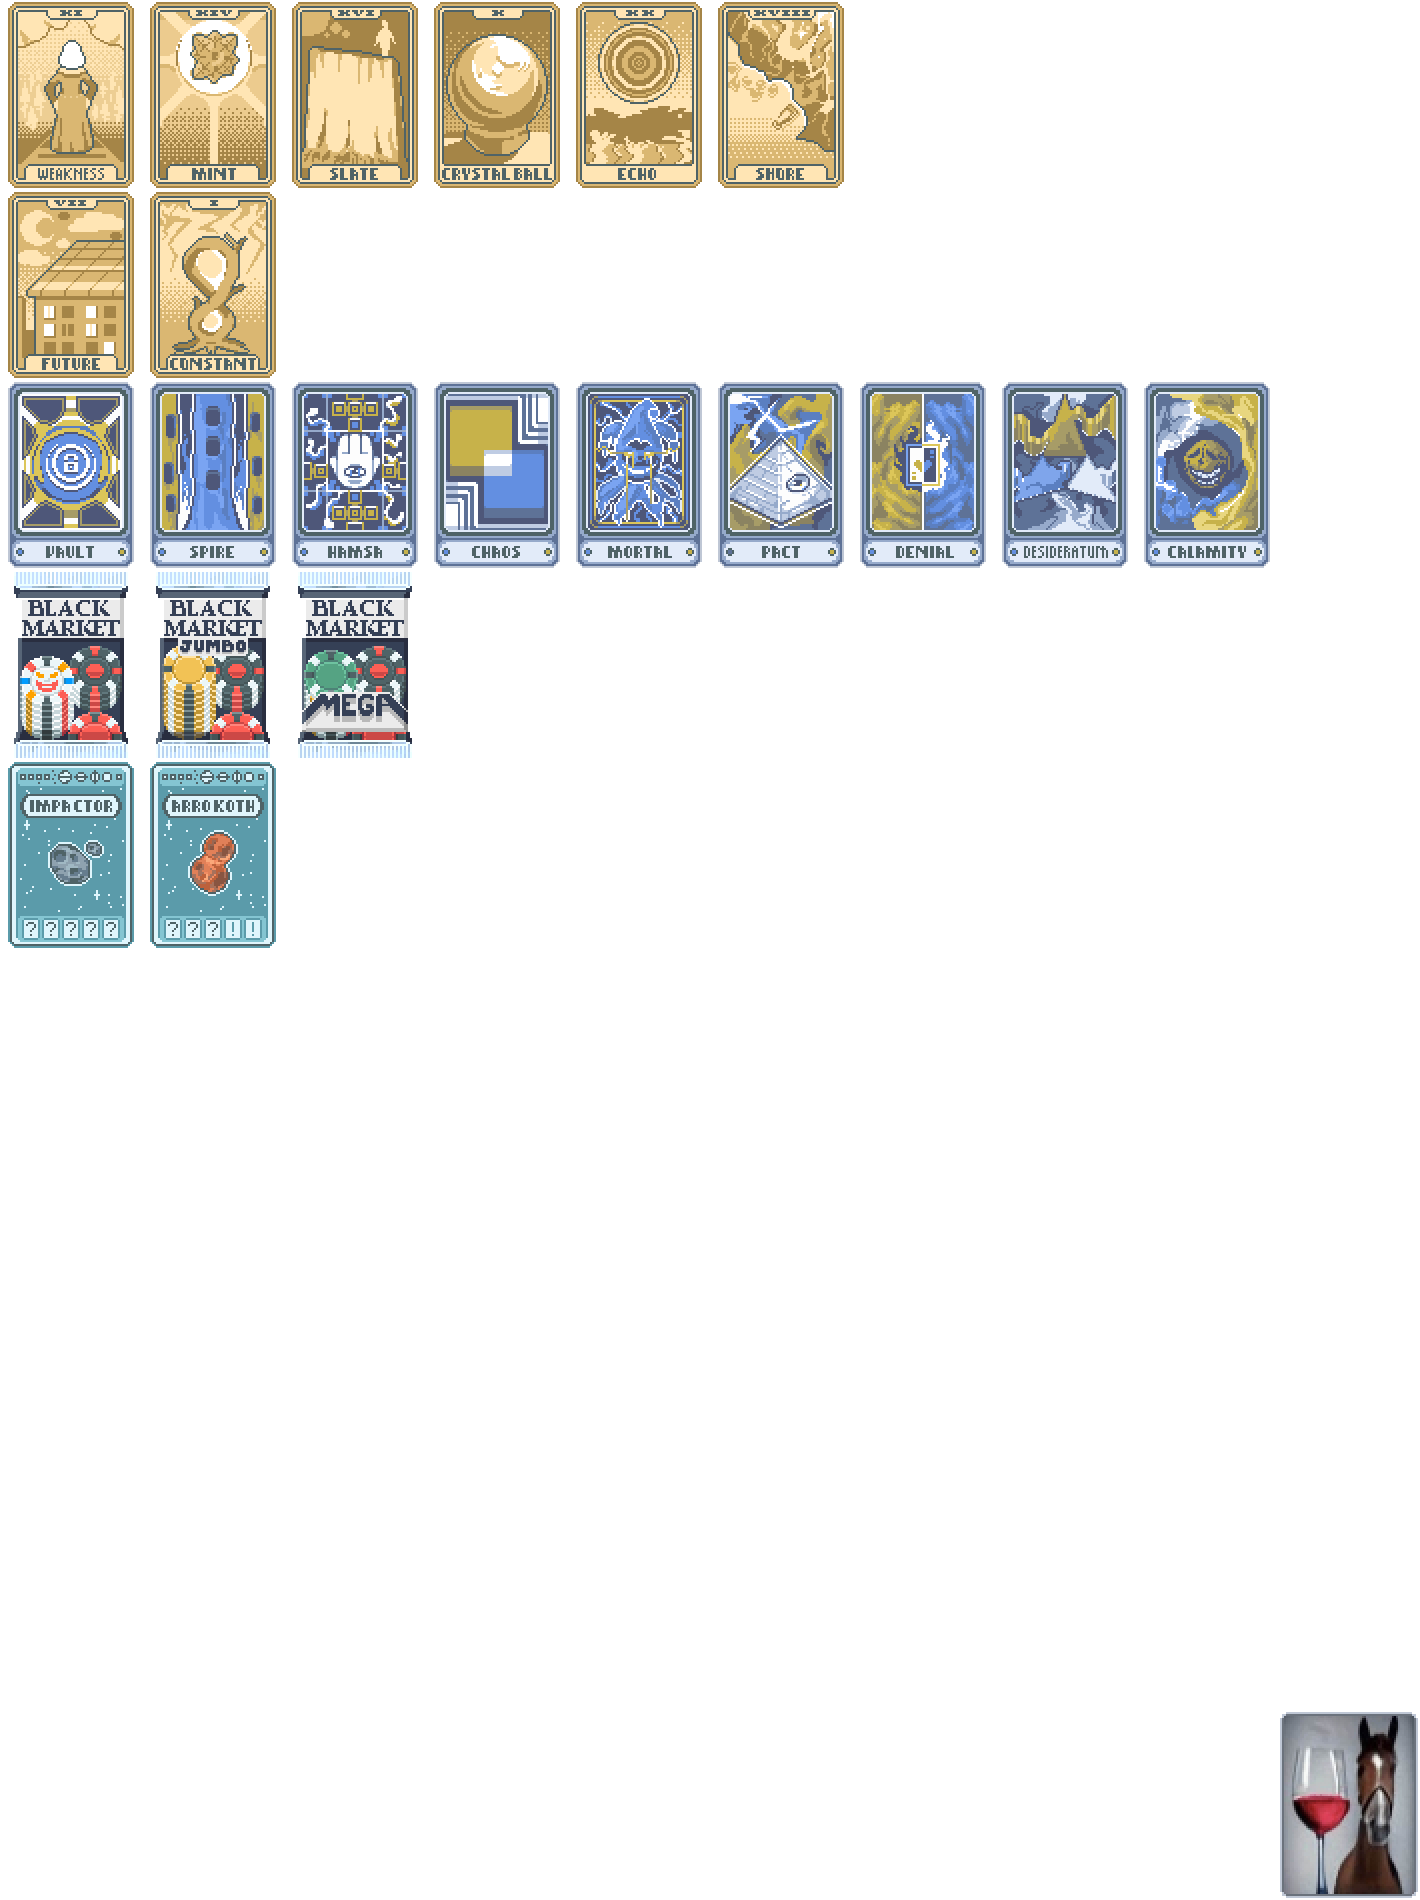 XI
XIV
XVI
X
XX
XVIII
WEAKNESS
MINT
SLATE
CRYSTAL BALL
ECHO
SHORE
VII
I
FUTURE
CONSTANT
VAULT
SPIRE
HAMSA
CHAOS
MORTAL
PACT
DENIAL
DESIDERATUM
CALAMITY
BLACK
MARKET
BLACK
MARKET
JUMBO
BLACK
MARKET
MEGA
IMPACTOR
ARROKOTH
? ? ? ? ?
? ? ? ! !